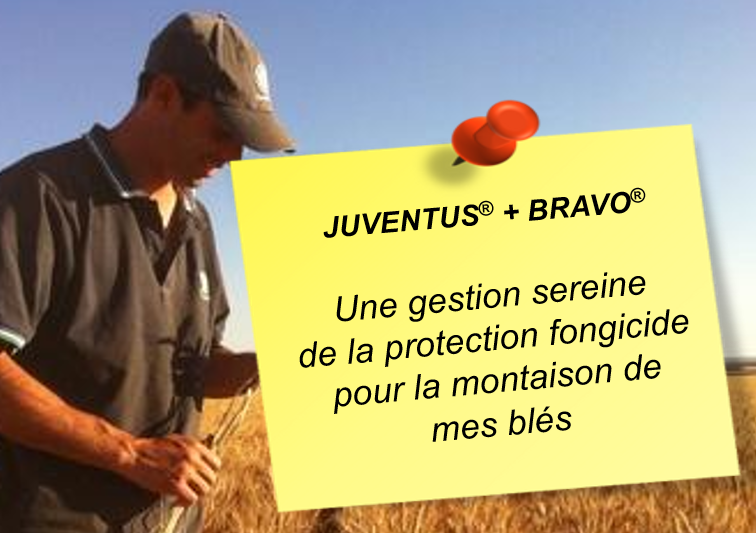 JUVENTUS® + BRAVO®
Une gestion sereine
de la protection fongicide
pour la montaison de
mes blés